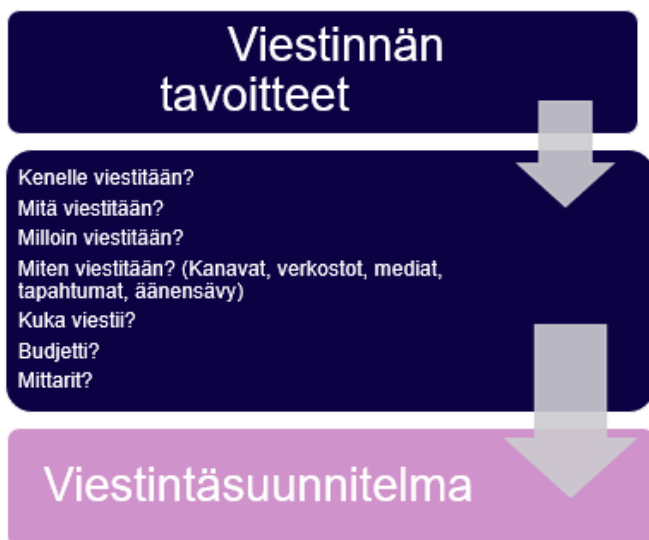 Viestinnän
tavoitteet
Kenelle viestitään?
Mitä viestitään?
Milloin viestitään?
Miten viestitään? (Kanavat, verkostot, mediat,
tapahtumat, äänensävy)
Kuka viestii?
Budjetti?
Mittarit?
Viestintäsuunnitelma